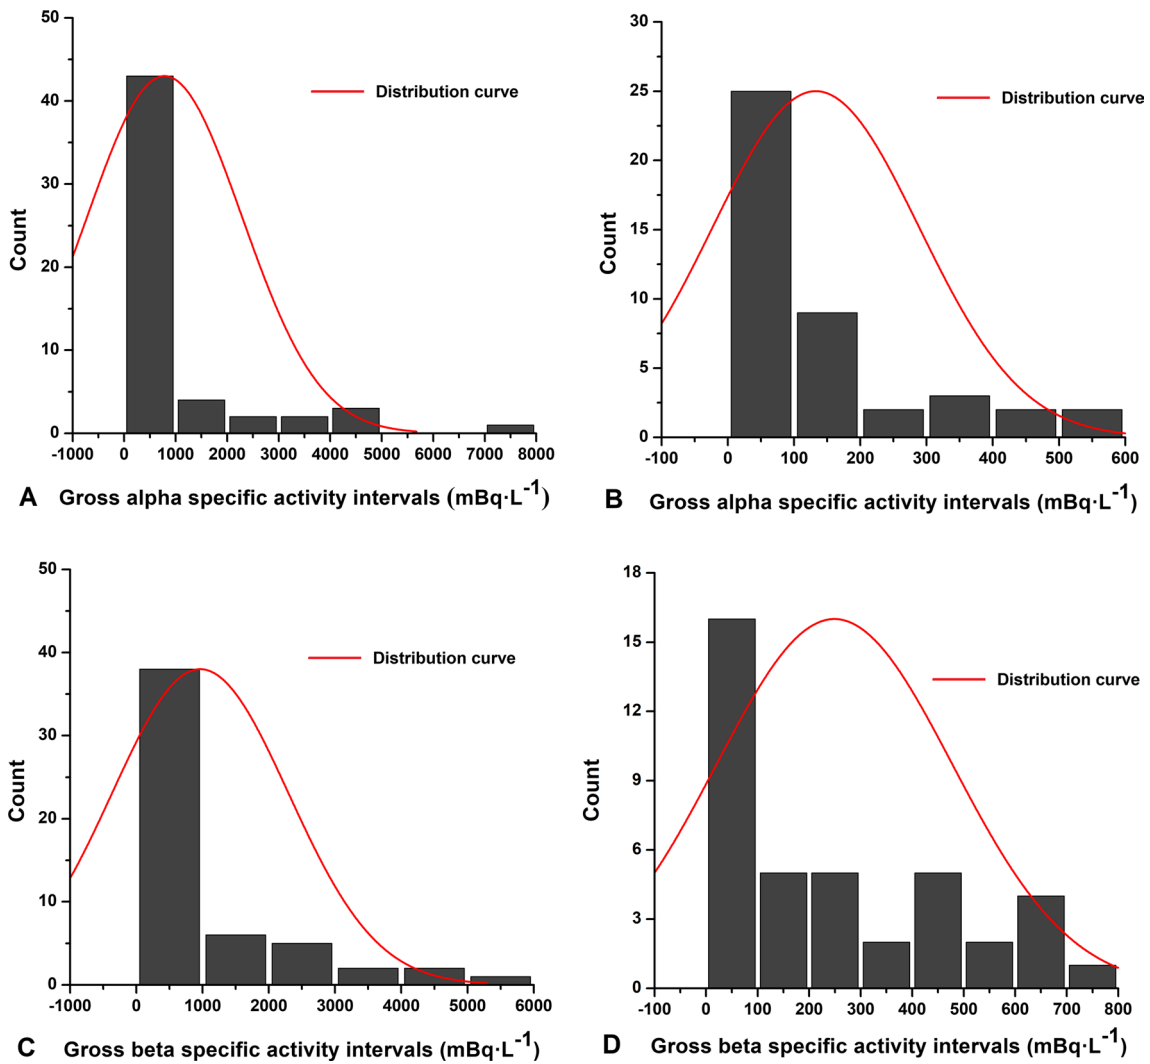 50
40
30
20
10
0
Count
Distribution curve
-1000 0 1000 2000 3000 4000 5000 6000 7000 8000
A Gross alpha specific activity intervals (mBq·L⁻¹)
30
25
20
15
10
5
0
Count
Distribution curve
-100 0 100 200 300 400 500 600
B Gross alpha specific activity intervals (mBq·L⁻¹)
50
40
30
20
10
0
Count
Distribution curve
-1000 0 1000 2000 3000 4000 5000 6000
C Gross beta specific activity intervals (mBq·L⁻¹)
18
15
12
9
6
3
0
Count
Distribution curve
-100 0 100 200 300 400 500 600 700 800
D Gross beta specific activity intervals (mBq·L⁻¹)